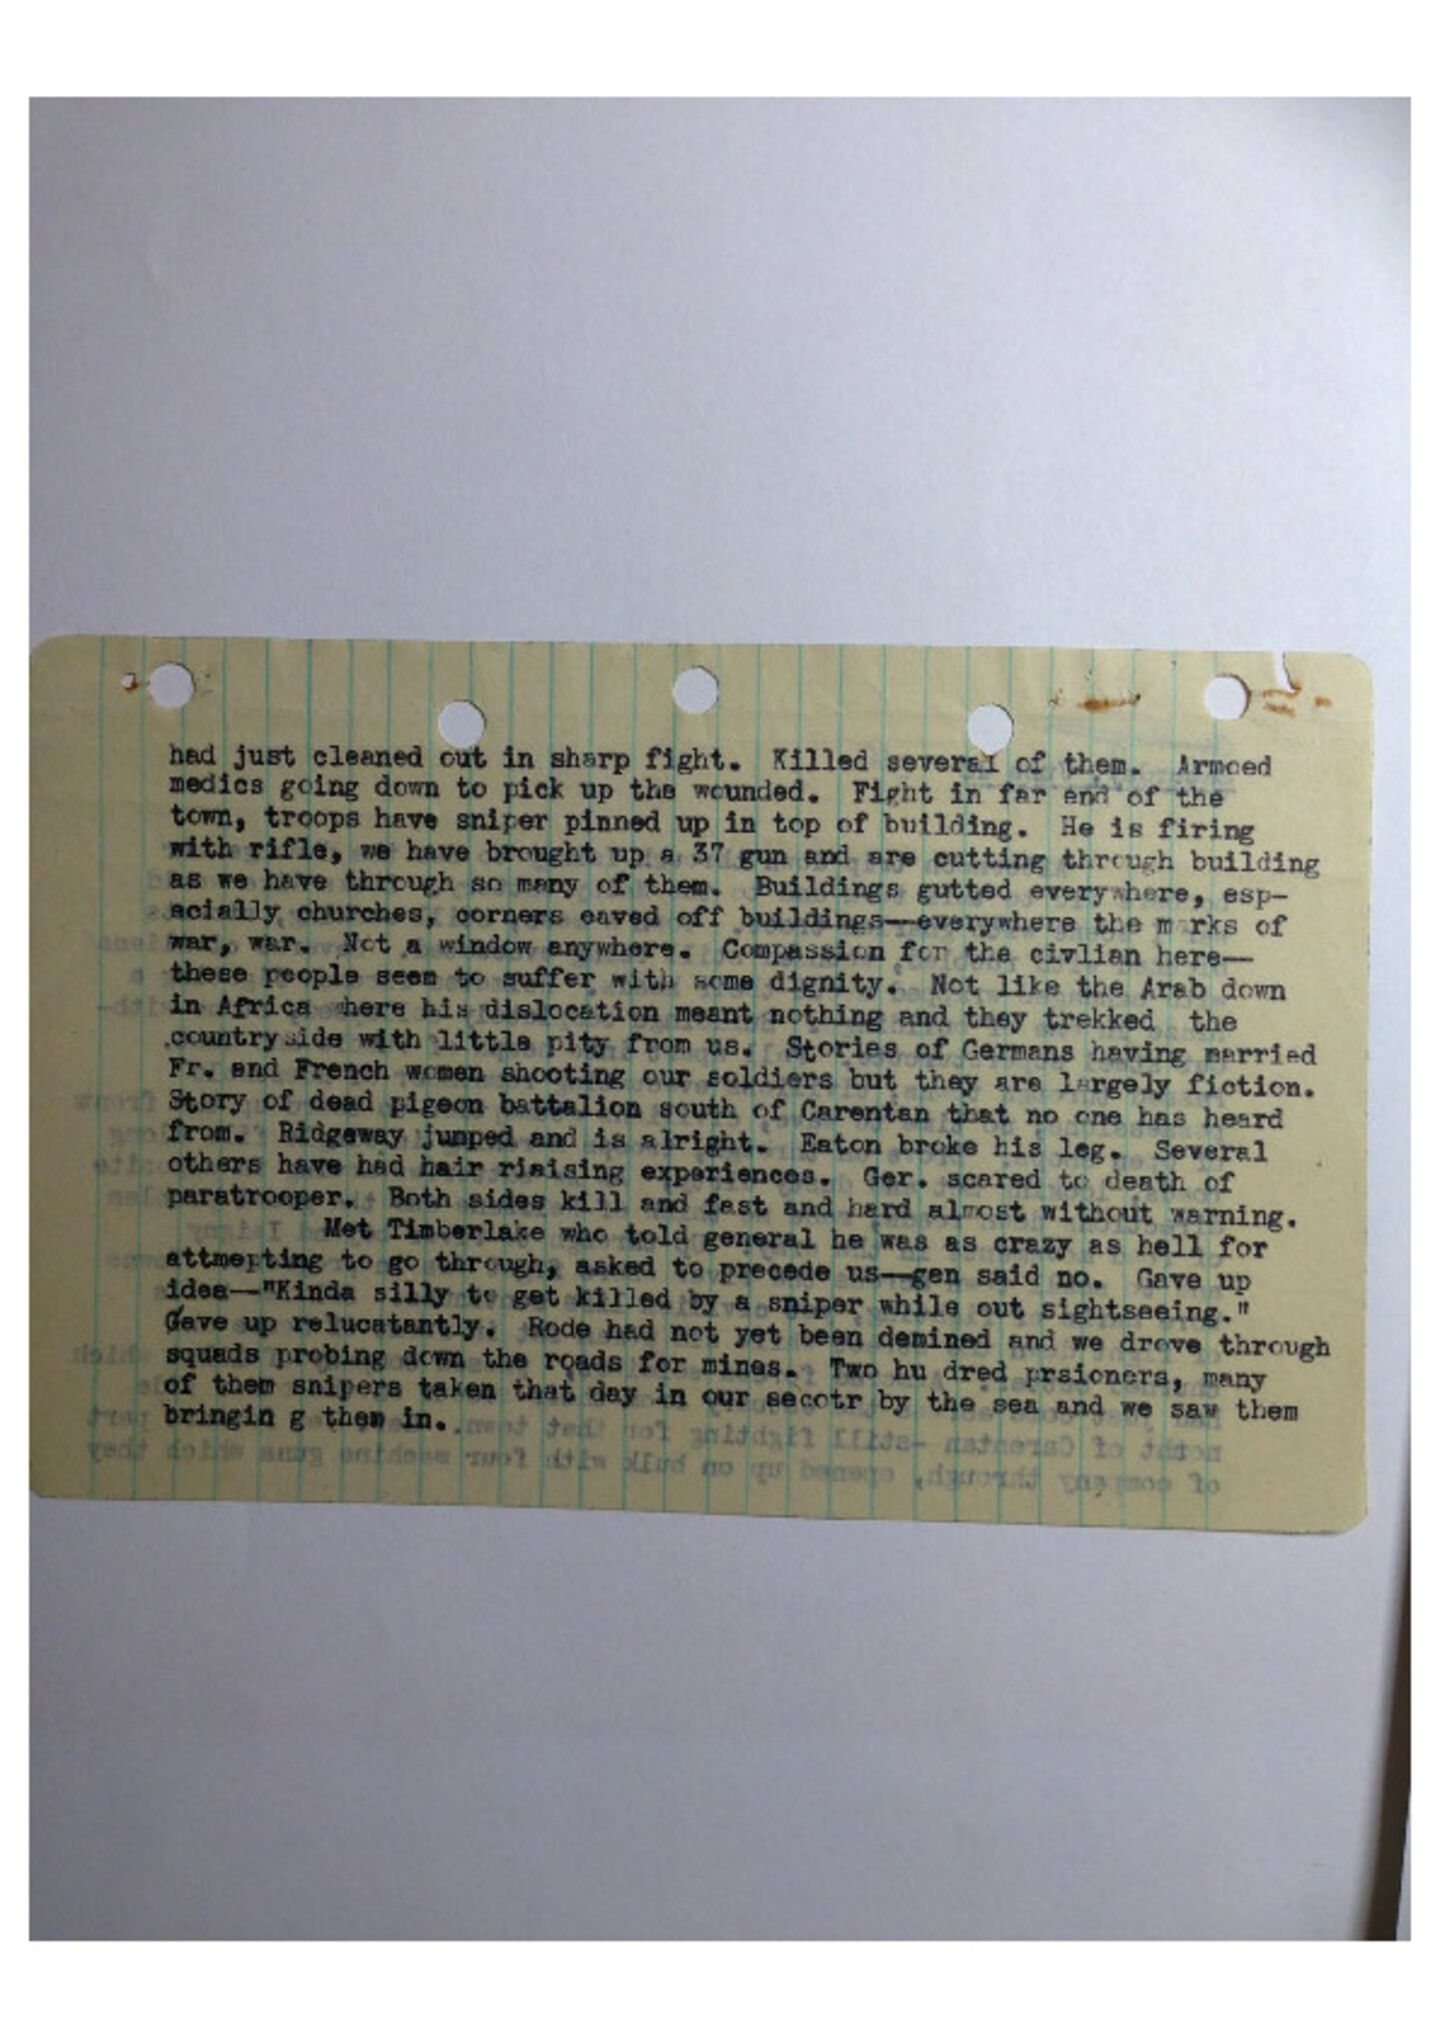 had just cleaned out in sharp fight.  Killed several of them.  Armoed
medics going down to pick up the wounded.  Fight in far end of the
town, troops have sniper pinned up in top of building.  He is firing
with rifle, we have brought up a 37 gun and are cutting through building
as we have through so many of them.  Buildings gutted everywhere, esp-
acially churches, corners eaved off buildings—everywhere the m rks of
war, war.  Not a window anywhere.  Compassion for the civlian here—
these people seem to suffer with some dignity.  Not like the Arab down
in Africa  here his dislocation meant nothing and they trekked  the
countryside with little pity from us.  Stories of Germans having married
Fr. and French women shooting our soldiers but they are largely fiction.
Story of dead pigeon battalion south of Carentan that no one has heard
from.  Ridgeway jumped and is alright.  Eaton broke his leg.  Several
others have had hair riaising experiences.  Ger. scared to death of
paratrooper.  Both sides kill and fast and hard almost without warning.
Met Timberlake who told general he was as crazy as hell for
attmepting to go through, asked to precede us—gen said no.  Gave up
idea—"Kinda silly to get killed by a sniper while out sightseeing."
Gave up relucatantly.  Rode had not yet been demined and we drove through
squads probing down the roads for mines.  Two hu dred prsioners, many
of them snipers taken that day in our secotr by the sea and we saw them
bringin g them in.